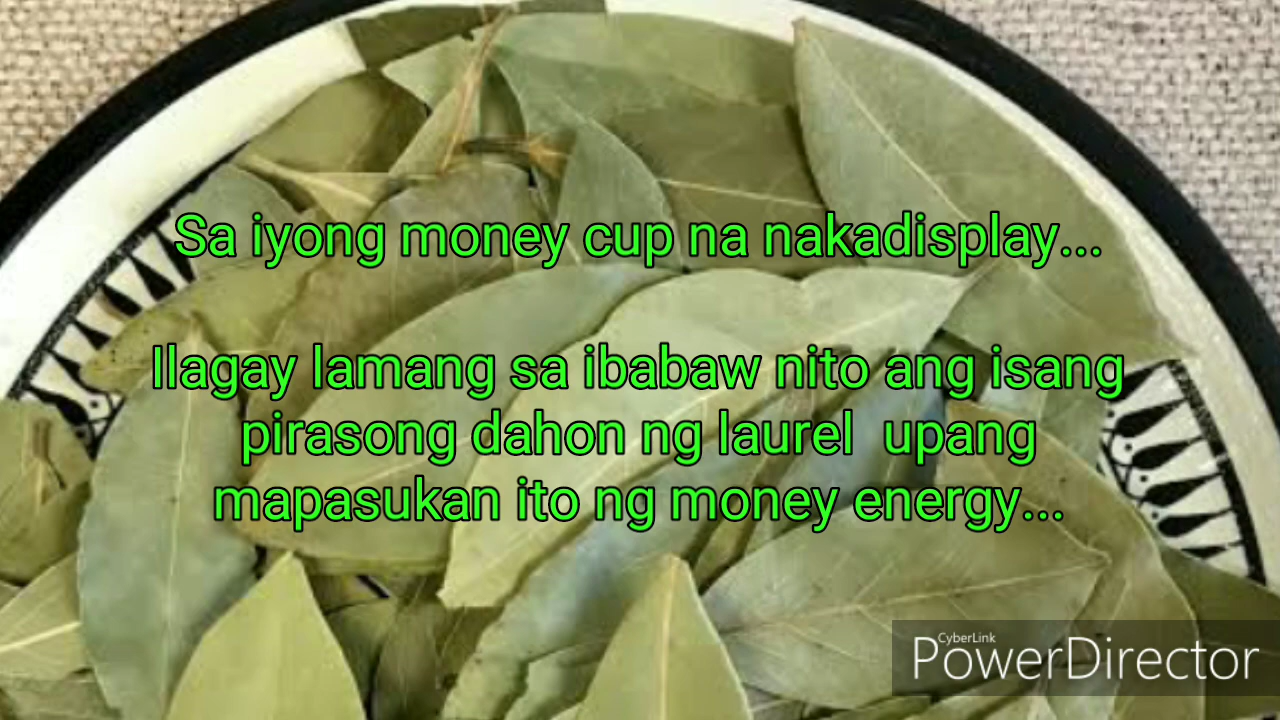 Sa iyong money cup na nakadisplay...
Ilagay lamang sa ibabaw nito ang isang
pirasong dahon ng laurel  upang
mapasukan ito ng money energy...
CyberLink
PowerDirector